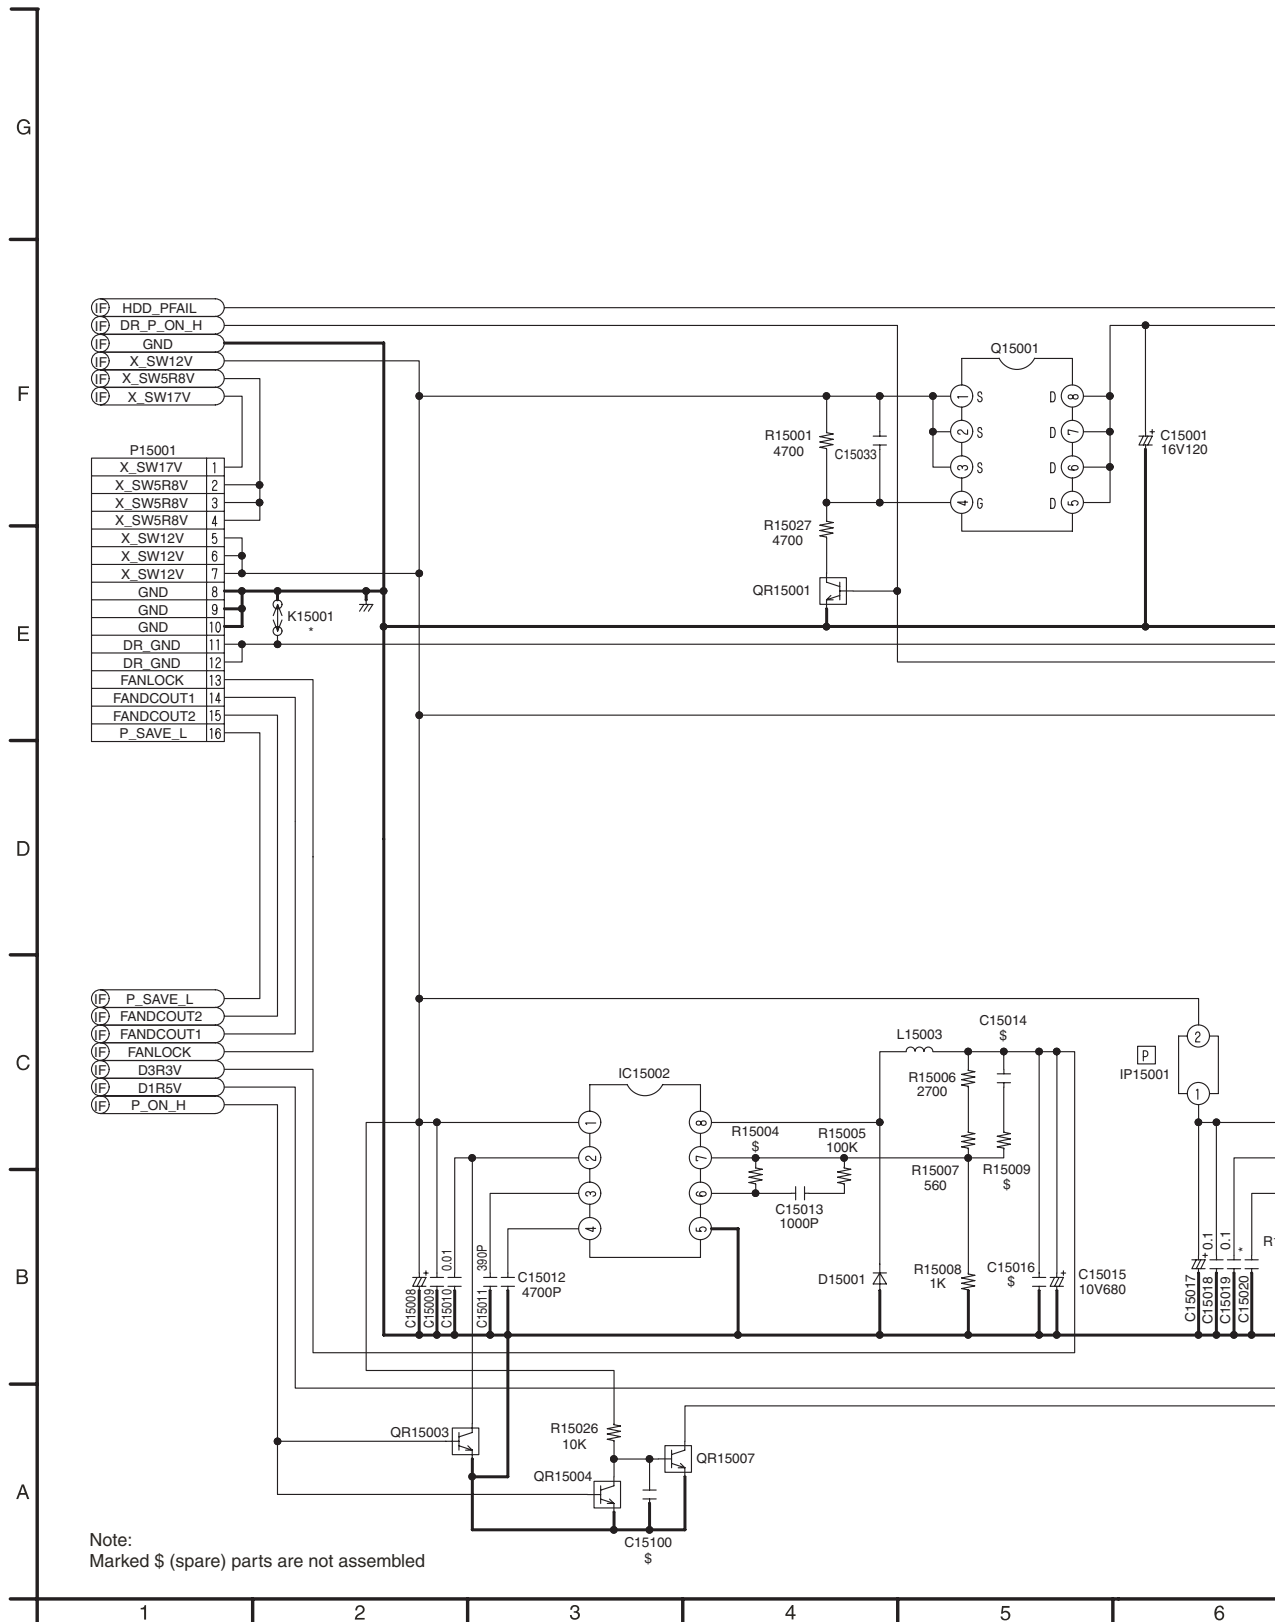 G
F
E
D
C
B
A
IF HDD_PFAIL
IF DR_P_ON_H
IF GND
IF X_SW12V
IF X_SW5R8V
IF X_SW17V
P15001
X_SW17V 1
X_SW5R8V 2
X_SW5R8V 3
X_SW5R8V 4
X_SW12V 5
X_SW12V 6
X_SW12V 7
GND 8
GND 9
GND 10
DR_GND 11
DR_GND 12
FANLOCK 13
FANDCOUT1 14
FANDCOUT2 15
P_SAVE_L 16
K15001
*
R15001
4700
C15033
R15027
4700
QR15001
Q15001
1 S D 8
2 S D 7
3 S D 6
4 G D 5
+
C15001
16V120
IF P_SAVE_L
IF FANDCOUT2
IF FANDCOUT1
IF FANLOCK
IF D3R3V
IF D1R5V
IF P_ON_H
IC15002
1 8
2 7
3 6
4 5
R15004
$
R15005
100K
C15013
1000P
L15003
C15014
$
R15006
2700
R15007
560
R15009
$
D15001
R15008
1K
C15016
$
+
C15015
10V680
P
IP15001
2
1
+
C15008
C15009
C15010
0.01
C15011
390P
C15012
4700P
+
C15017
C15018
0.1
C15019
0.1
C15020
*
R1
QR15003
R15026
10K
QR15004
QR15007
C15100
$
Note:
Marked $ (spare) parts are not assembled
1 2 3 4 5 6